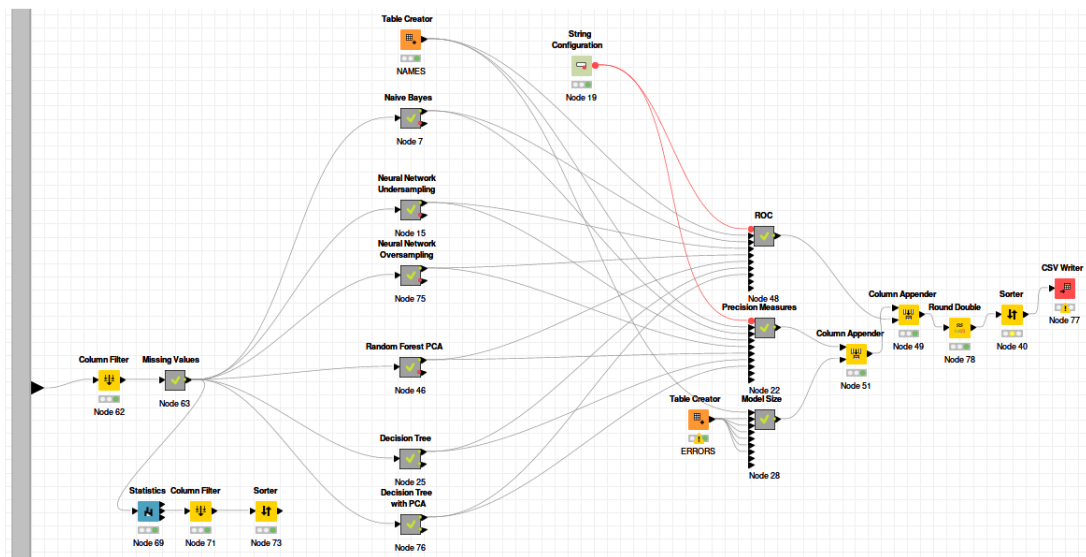 Table Creator
NAMES
String
Configuration
Node 19
Naive Bayes
Node 7
Neural Network
Undersampling
Node 15
Neural Network
Oversampling
Node 75
Random Forest PCA
Node 46
Column Filter
Node 62
Missing Values
Node 63
Decision Tree
Node 25
Decision Tree
with PCA
Node 76
Statistics
Node 69
Column Filter
Node 71
Sorter
Node 73
ROC
Node 48
Precision Measures
Node 22
Table Creator
ERRORS
Model Size
Node 28
Column Appender
Node 51
Column Appender
Node 49
Round Double
Node 78
Sorter
Node 40
CSV Writer
Node 77